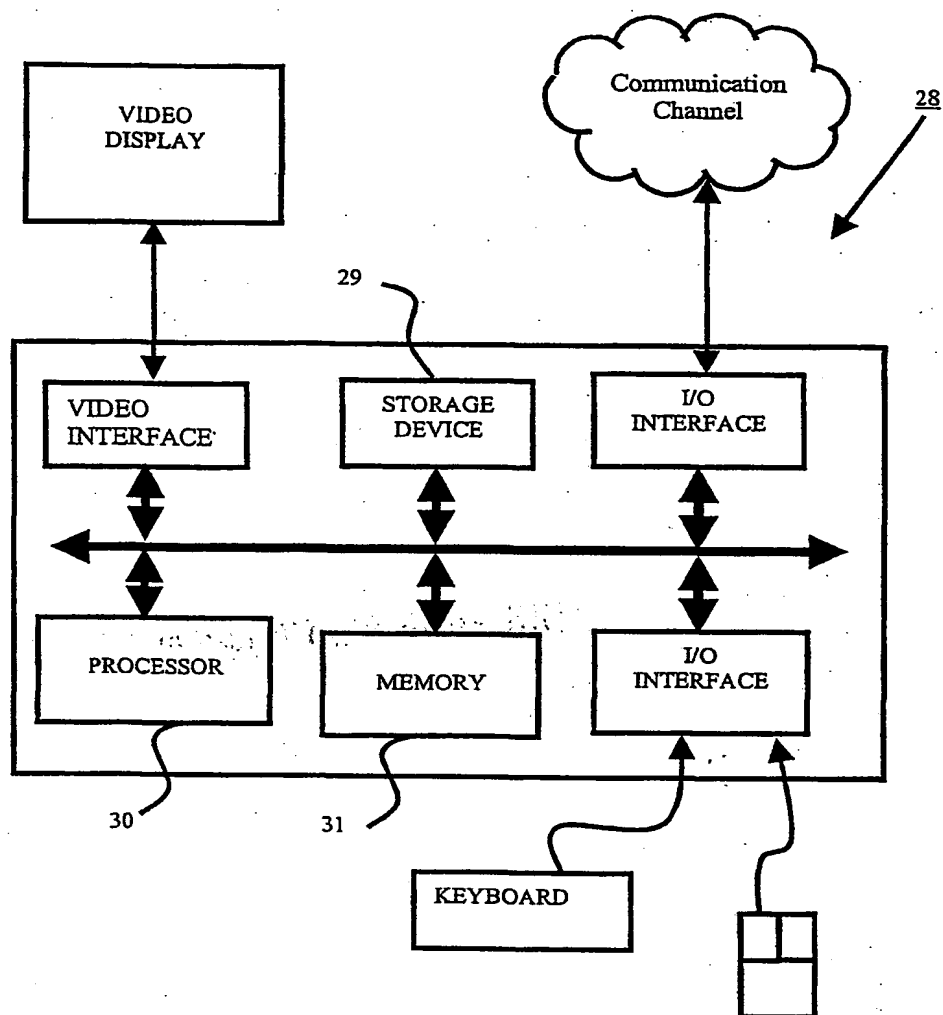 VIDEO
DISPLAY
Communication
Channel
28
29
VIDEO
INTERFACE
STORAGE
DEVICE
I/O
INTERFACE
PROCESSOR
MEMORY
I/O
INTERFACE
30
31
KEYBOARD